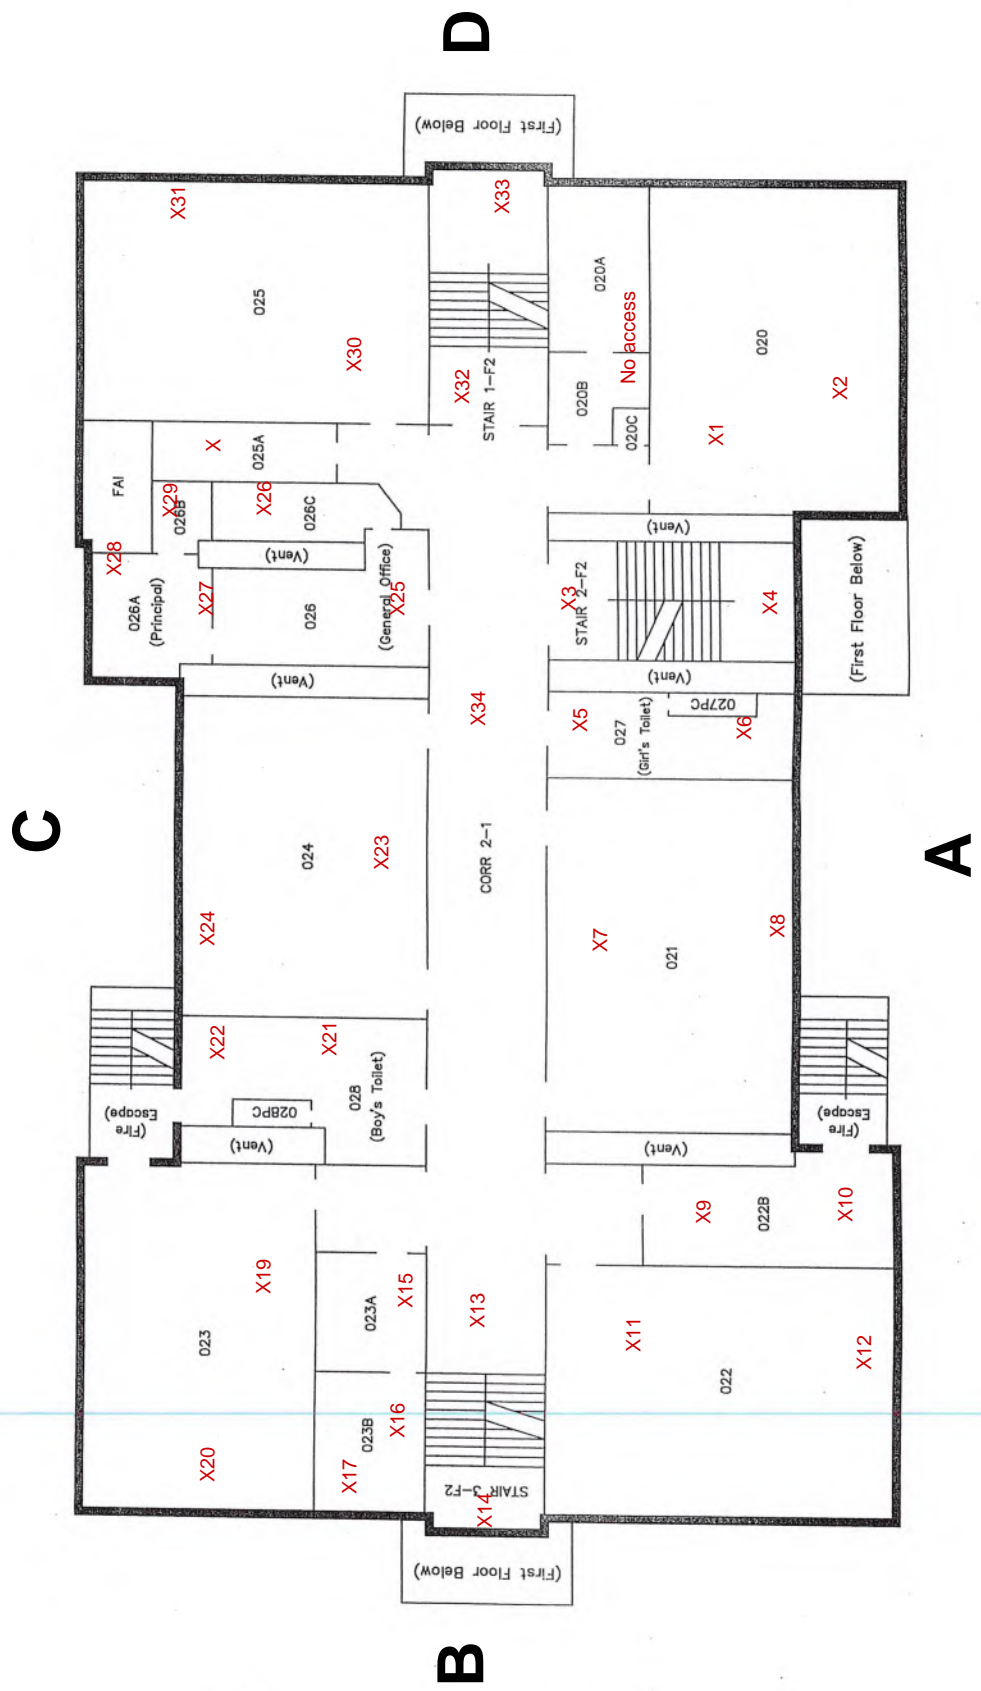 D
(First Floor Below)
X31
X33
025
020A
No access
X30
020
X32
STAIR 1-F2
020B
X2
020C
X1
X
025A
FAI
X29
026B
X26
026C
(Vent)
(Vent)
X28
026A
(Principal)
X27
026
(General Office)
X25
X3
STAIR 2-F2
X4
(First Floor Below)
(Vent)
(Vent)
X34
X5
027
(Girl's Toilet)
027PC
X6
C
024
X23
CORR 2-1
A
X24
X7
021
X8
X22
X21
028
(Boy's Toilet)
028PC
(Vent)
(Fire
Escape)
(Fire
Escape)
(Vent)
X9
022B
X10
X19
023
023A
X15
X13
X11
022
X12
X20
023B
X16
X17
STAIR 3-F2
X14
(First Floor Below)
B